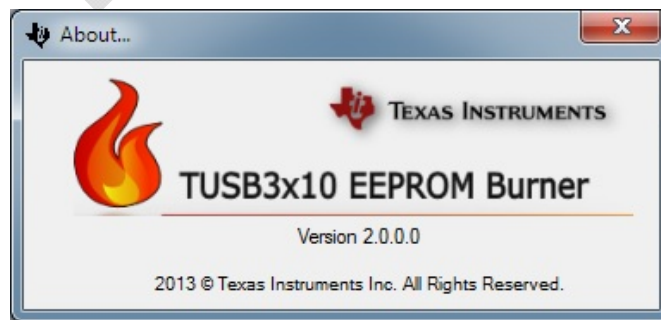 About...
TEXAS INSTRUMENTS
TUSB3x10 EEPROM Burner
Version 2.0.0.0
2013 © Texas Instruments Inc. All Rights Reserved.